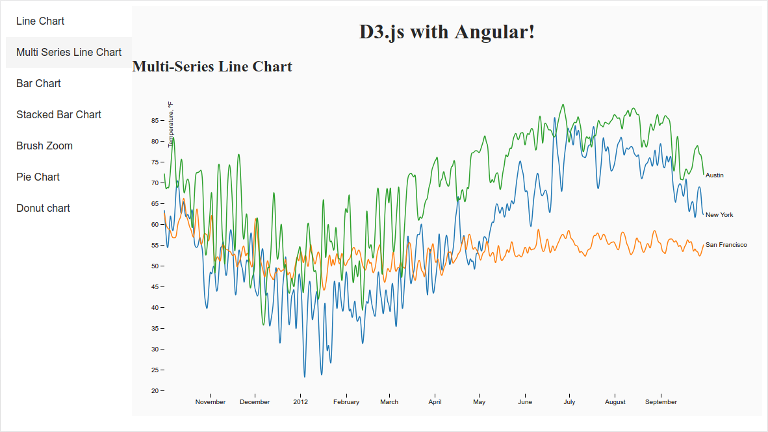 Line Chart
Multi Series Line Chart
Bar Chart
Stacked Bar Chart
Brush Zoom
Pie Chart
Donut chart
D3.js with Angular!
Multi-Series Line Chart
Temperature, °F
85
80
75
70
65
60
55
50
45
40
35
30
25
20
Austin
New York
San Francisco
November December 2012 February March April May June July August September